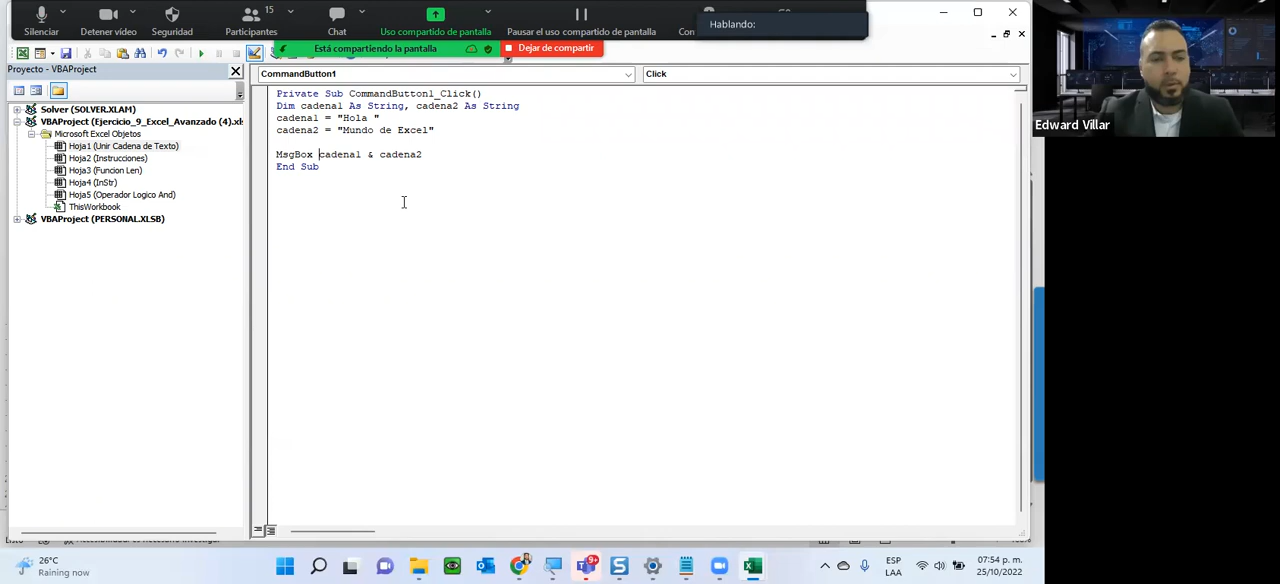 15
Silenciar
Detener video
Seguridad
Participantes
Chat
Uso compartido de pantalla
Pausar el uso compartido de pantalla
Con
Hablando:
Está compartiendo la pantalla
Dejar de compartir
Proyecto - VBAProject
CommandButton1
Click
Solver (SOLVER.XLAM)
VBAProject (Ejercicio_9_Excel_Avanzado (4).xls
Microsoft Excel Objetos
Hoja1 (Unir Cadena de Texto)
Hoja2 (Instrucciones)
Hoja3 (Funcion Len)
Hoja4 (InStr)
Hoja5 (Operador Logico And)
ThisWorkbook
VBAProject (PERSONAL.XLSB)
Private Sub CommandButton1_Click()
Dim cadena1 As String, cadena2 As String
cadena1 = "Hola "
cadena2 = "Mundo de Excel"
MsgBox cadena1 & cadena2
End Sub
Edward Villar
26°C
Raining now
9+
ESP
LAA
07:54 p. m.
25/10/2022